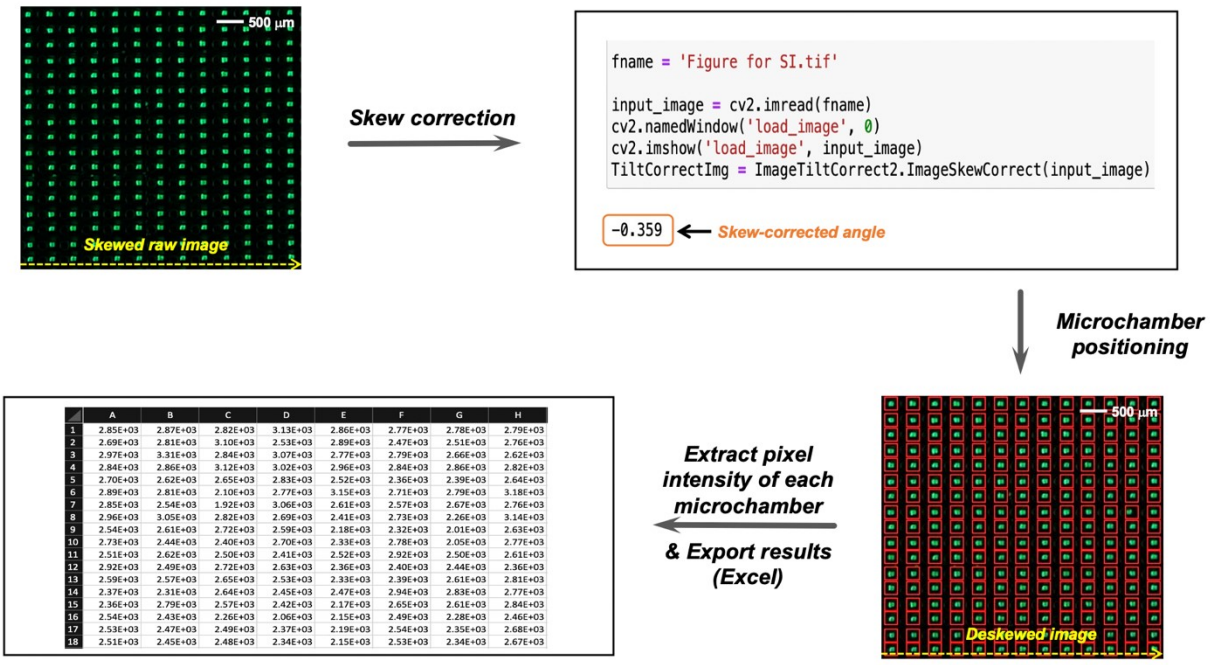 500 μm
Skewed raw image
Skew correction
fname = 'Figure for SI.tif'
input_image = cv2.imread(fname)
cv2.namedWindow('load_image', 0)
cv2.imshow('load_image', input_image)
TiltCorrectImg = ImageTiltCorrect2.ImageSkewCorrect(input_image)
-0.359
Skew-corrected angle
Microchamber
positioning
500 μm
Deskewed image
Extract pixel
intensity of each
microchamber
& Export results
(Excel)
A B C D E F G H
1 2.85E+03 2.87E+03 2.82E+03 3.13E+03 2.86E+03 2.77E+03 2.78E+03 2.79E+03
2 2.69E+03 2.81E+03 3.10E+03 2.53E+03 2.89E+03 2.47E+03 2.51E+03 2.76E+03
3 2.97E+03 3.31E+03 2.84E+03 3.07E+03 2.77E+03 2.79E+03 2.66E+03 2.62E+03
4 2.84E+03 2.86E+03 3.12E+03 3.02E+03 2.96E+03 2.84E+03 2.86E+03 2.82E+03
5 2.70E+03 2.62E+03 2.65E+03 2.83E+03 2.52E+03 2.36E+03 2.39E+03 2.64E+03
6 2.89E+03 2.81E+03 2.10E+03 2.77E+03 3.15E+03 2.71E+03 2.79E+03 3.18E+03
7 2.85E+03 2.54E+03 1.92E+03 3.06E+03 2.61E+03 2.57E+03 2.67E+03 2.76E+03
8 2.96E+03 3.05E+03 2.82E+03 2.69E+03 2.41E+03 2.73E+03 2.26E+03 3.14E+03
9 2.54E+03 2.61E+03 2.72E+03 2.59E+03 2.18E+03 2.32E+03 2.01E+03 2.63E+03
10 2.73E+03 2.44E+03 2.40E+03 2.70E+03 2.33E+03 2.78E+03 2.05E+03 2.77E+03
11 2.51E+03 2.62E+03 2.50E+03 2.41E+03 2.52E+03 2.92E+03 2.50E+03 2.61E+03
12 2.92E+03 2.49E+03 2.72E+03 2.63E+03 2.36E+03 2.40E+03 2.44E+03 2.36E+03
13 2.59E+03 2.57E+03 2.65E+03 2.53E+03 2.33E+03 2.39E+03 2.61E+03 2.81E+03
14 2.37E+03 2.31E+03 2.64E+03 2.45E+03 2.47E+03 2.94E+03 2.83E+03 2.77E+03
15 2.36E+03 2.79E+03 2.57E+03 2.42E+03 2.17E+03 2.65E+03 2.61E+03 2.84E+03
16 2.54E+03 2.43E+03 2.26E+03 2.06E+03 2.15E+03 2.49E+03 2.28E+03 2.46E+03
17 2.53E+03 2.47E+03 2.49E+03 2.37E+03 2.19E+03 2.54E+03 2.35E+03 2.68E+03
18 2.51E+03 2.45E+03 2.48E+03 2.34E+03 2.15E+03 2.53E+03 2.34E+03 2.67E+03